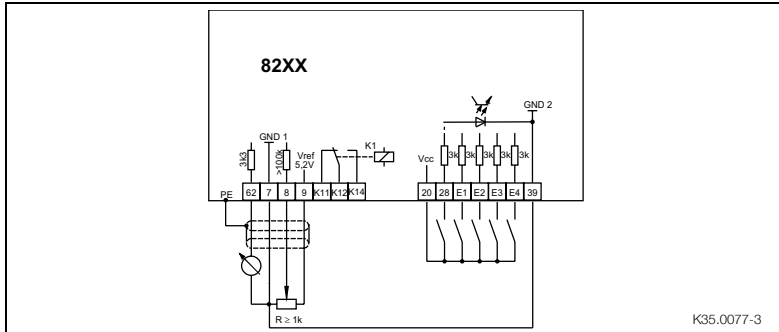 82XX
GND 2
GND 1
K1
3k3
>100k
Vref
5,2V
Vcc
3k
3k
3k
3k
3k
PE
62
7
8
9
K11
K12
K14
20
28
E1
E2
E3
E4
39
R ≥ 1k
K35.0077-3